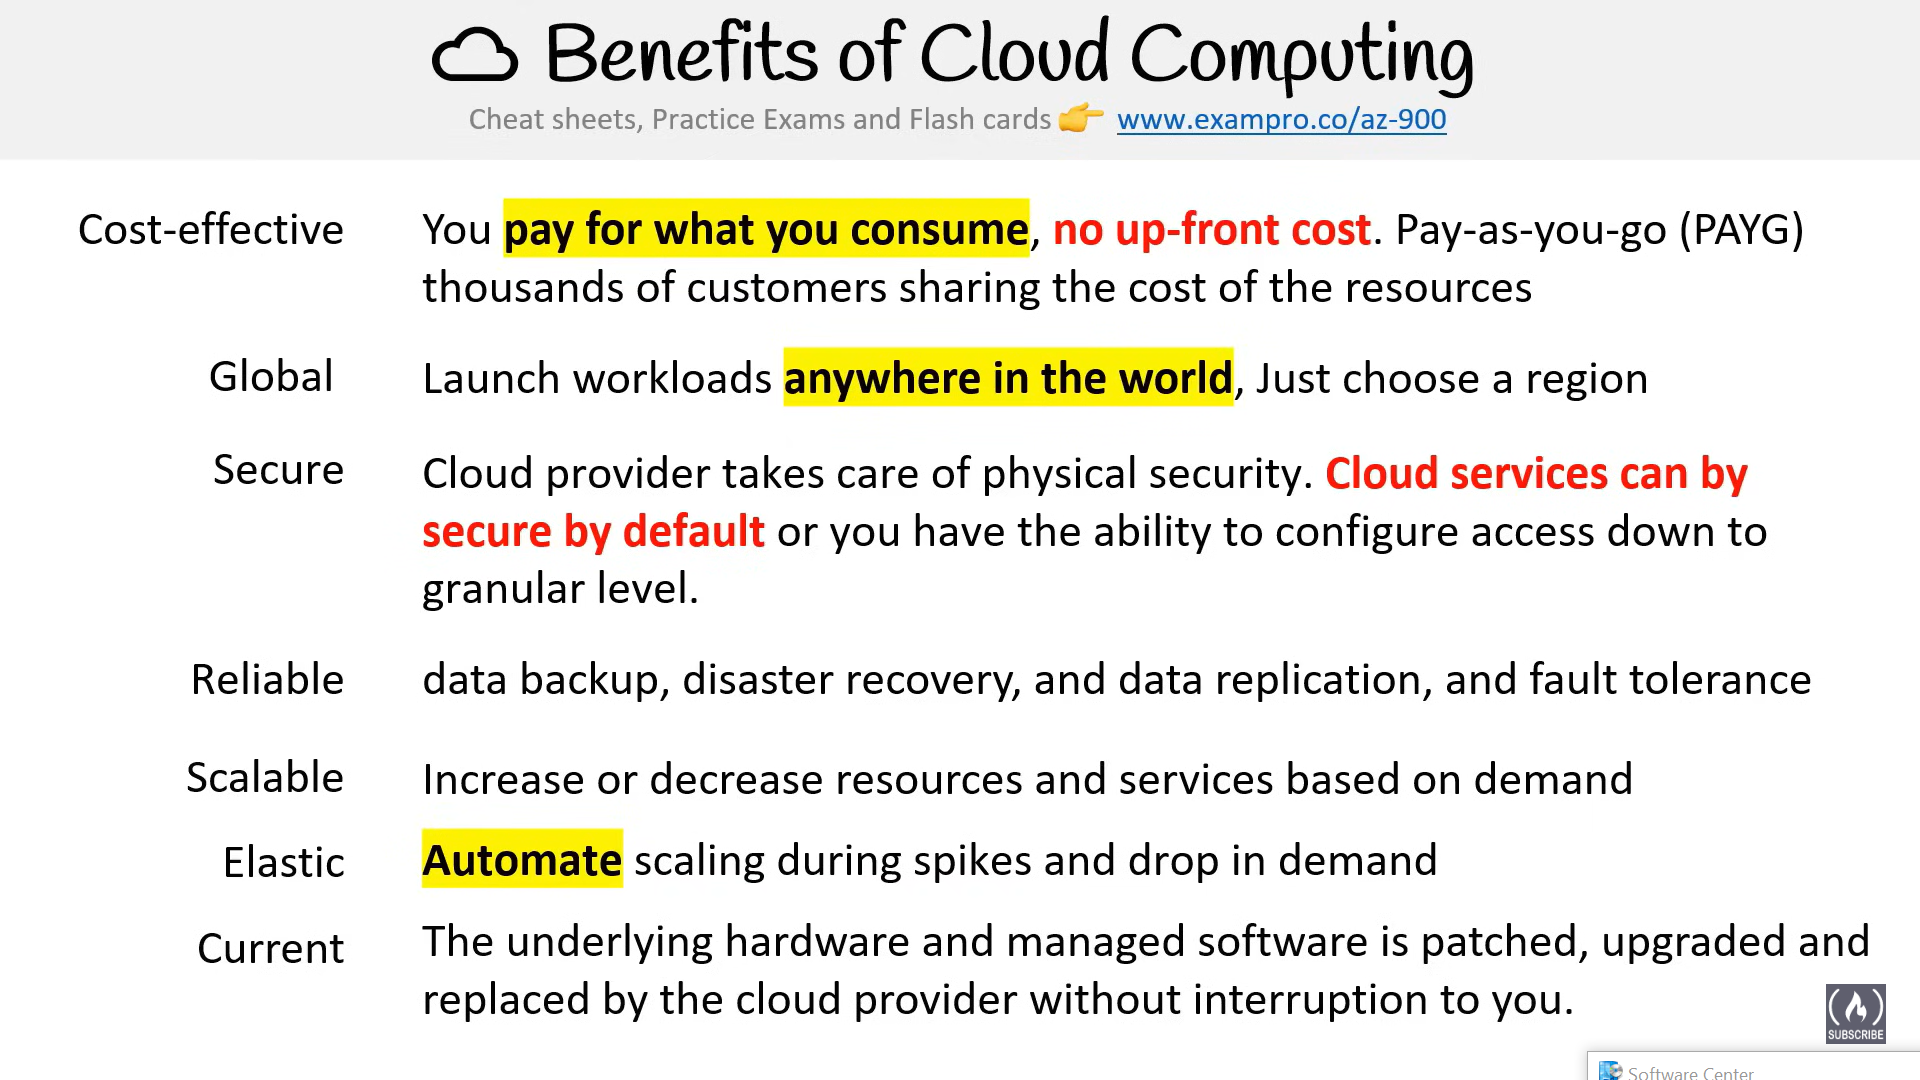 Benefits of Cloud Computing
Cheat sheets, Practice Exams and Flash cards 👉 www.exampro.co/az-900
Cost-effective You pay for what you consume, no up-front cost. Pay-as-you-go (PAYG)
thousands of customers sharing the cost of the resources
Global Launch workloads anywhere in the world, Just choose a region
Secure Cloud provider takes care of physical security. Cloud services can by
secure by default or you have the ability to configure access down to
granular level.
Reliable data backup, disaster recovery, and data replication, and fault tolerance
Scalable Increase or decrease resources and services based on demand
Elastic Automate scaling during spikes and drop in demand
Current The underlying hardware and managed software is patched, upgraded and
replaced by the cloud provider without interruption to you.
SUBSCRIBE
Software Center